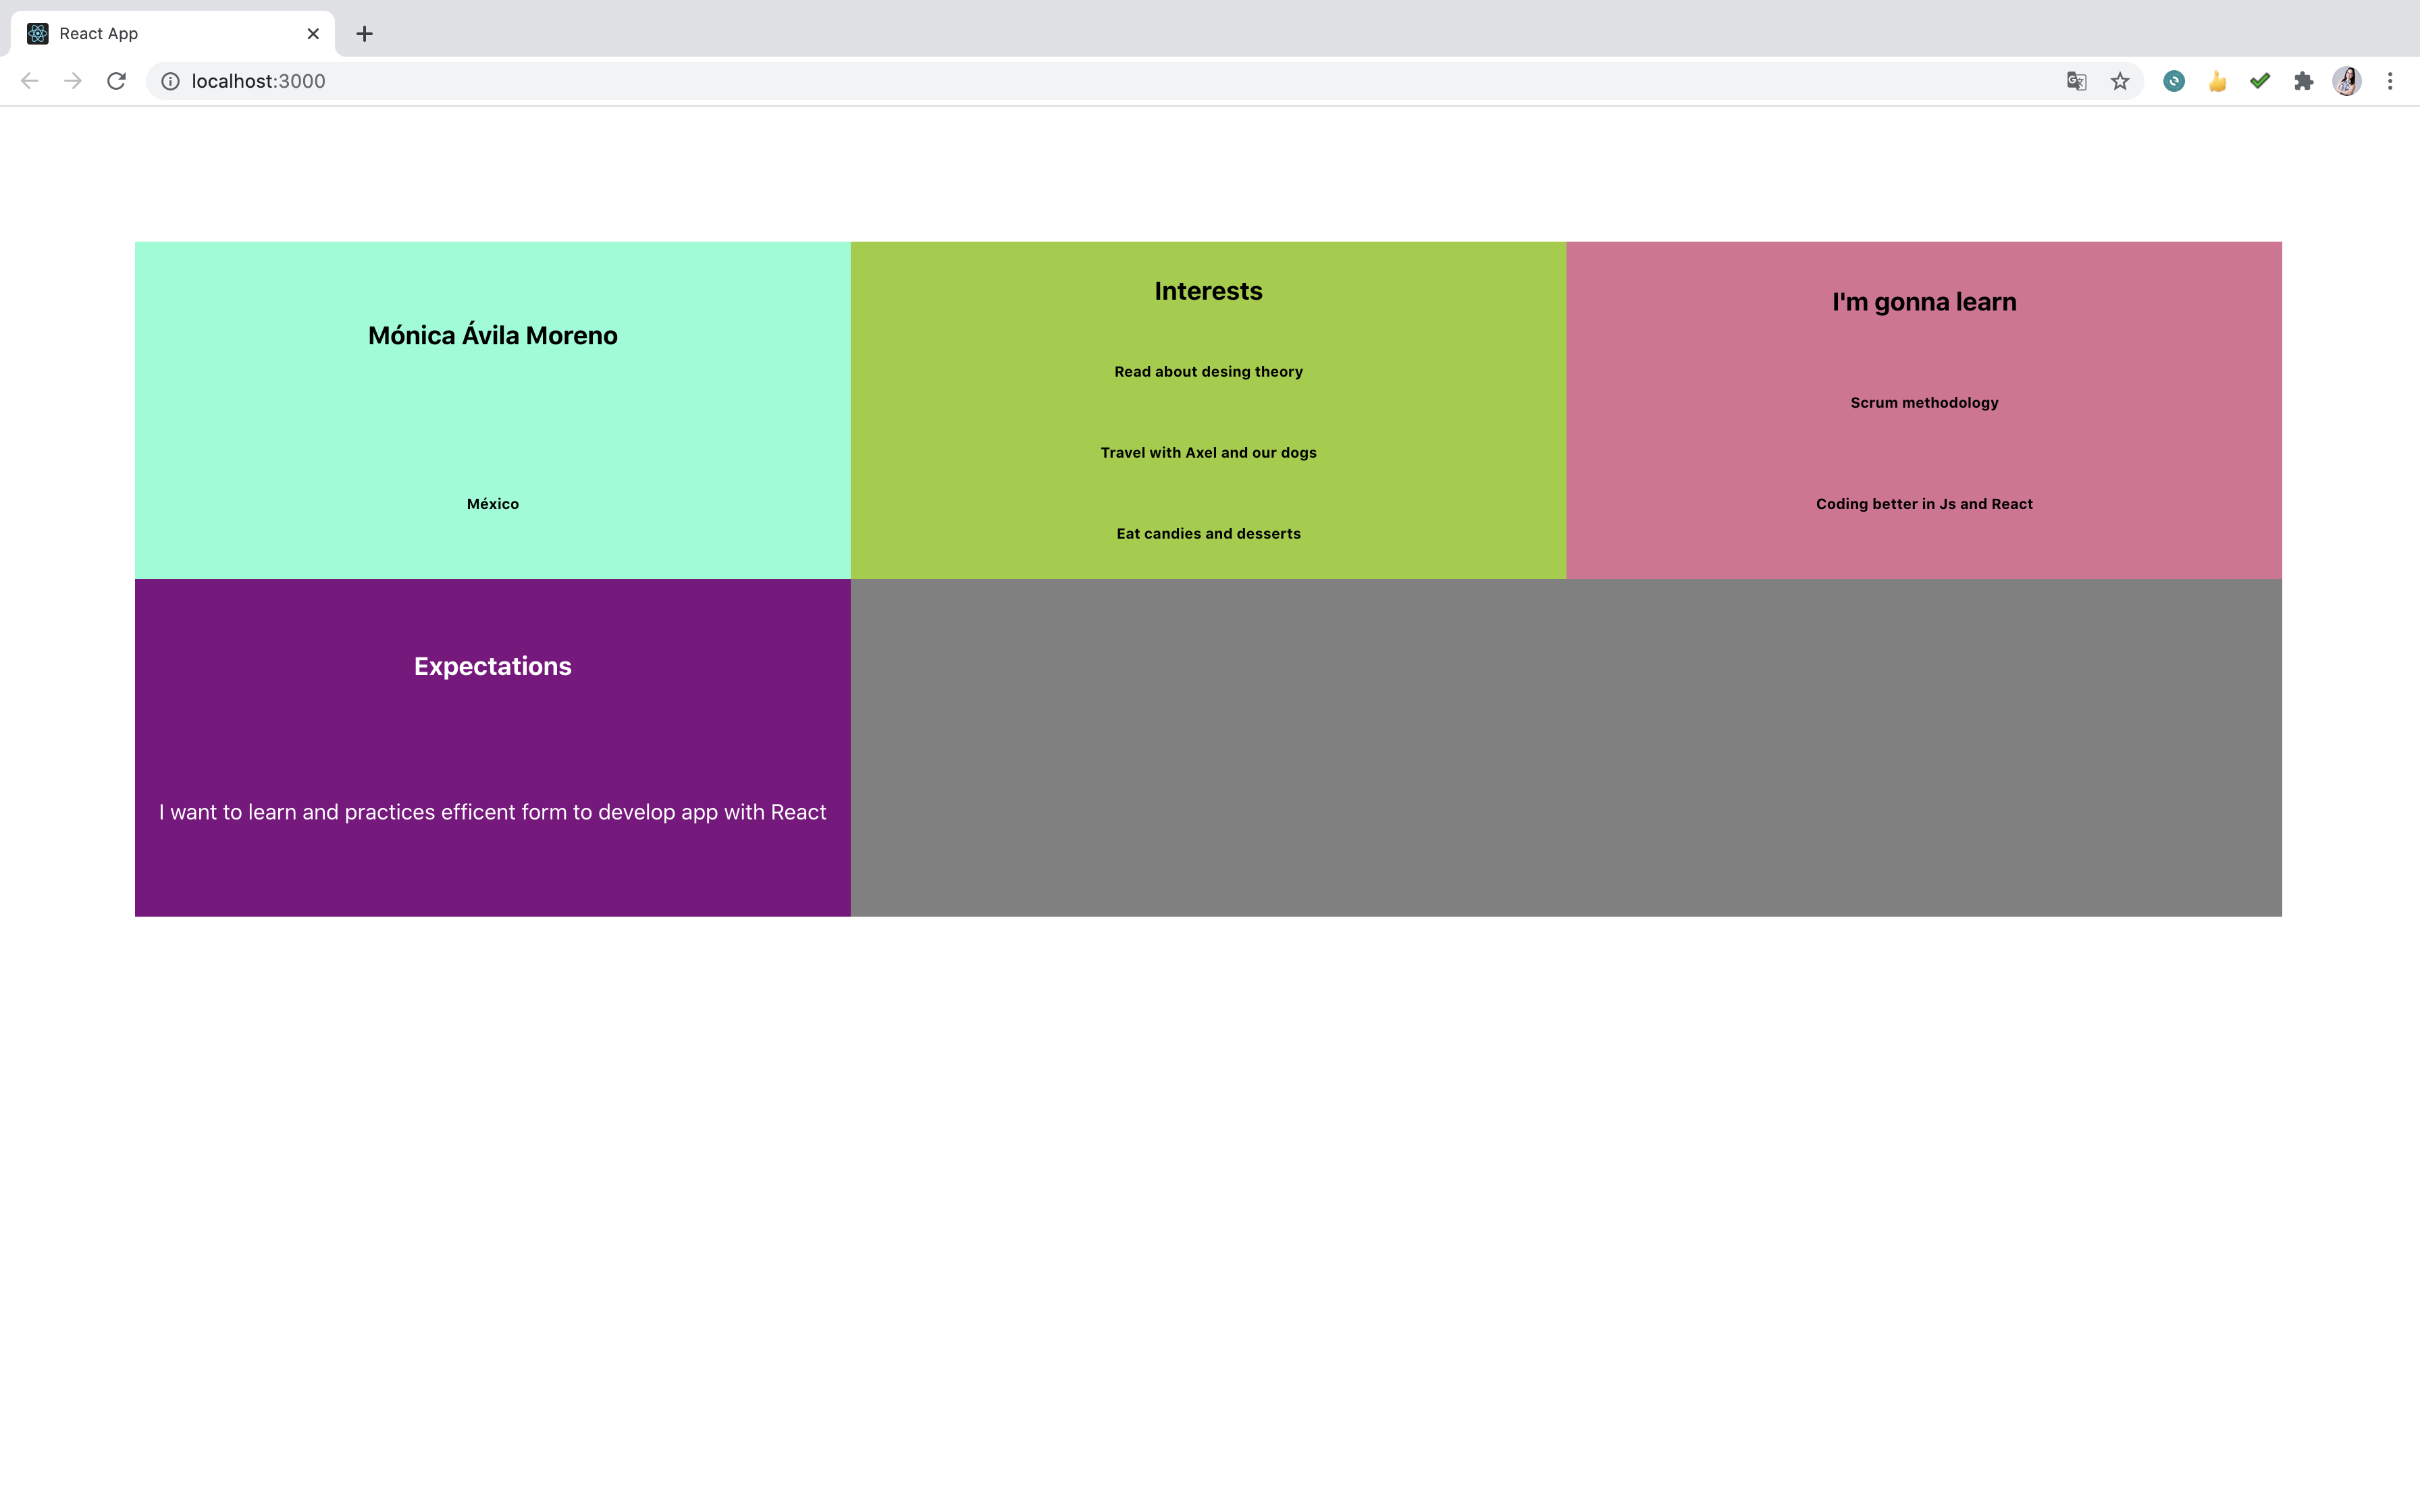 React App
localhost:3000
Mónica Ávila Moreno
México
Interests
Read about desing theory
Travel with Axel and our dogs
Eat candies and desserts
I'm gonna learn
Scrum methodology
Coding better in Js and React
Expectations
I want to learn and practices efficent form to develop app with React